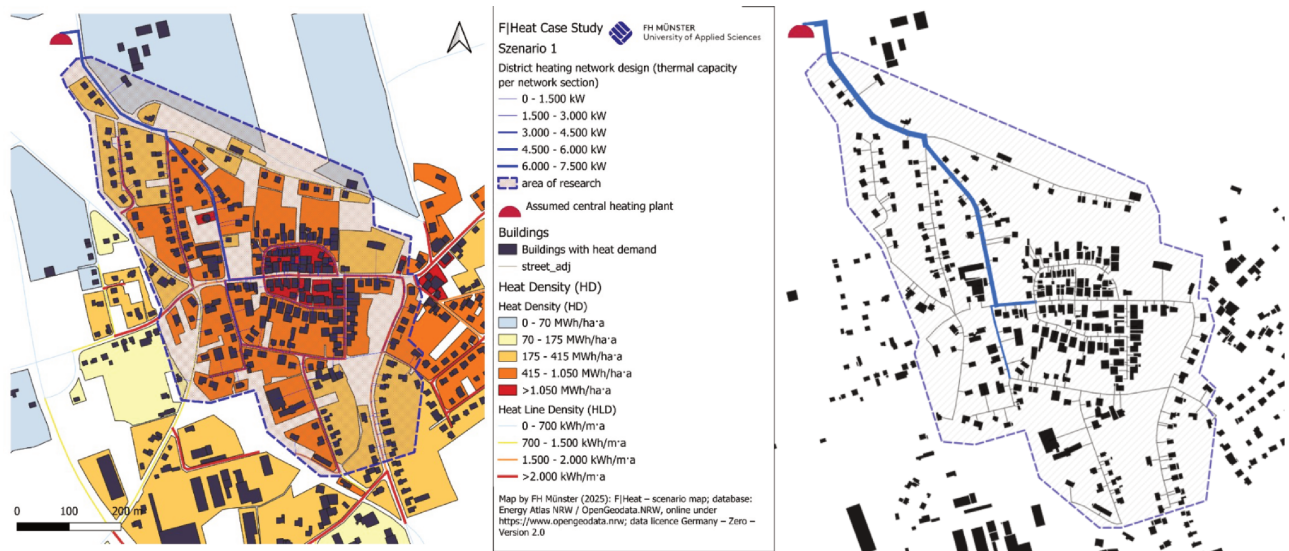 F|Heat Case Study
FH MÜNSTER
University of Applied Sciences
Szenario 1
District heating network design (thermal capacity
per network section)
0 - 1.500 kW
1.500 - 3.000 kW
3.000 - 4.500 kW
4.500 - 6.000 kW
6.000 - 7.500 kW
area of research
Assumed central heating plant
Buildings
Buildings with heat demand
street_adj
Heat Density (HD)
Heat Density (HD)
0 - 70 MWh/ha·a
70 - 175 MWh/ha·a
175 - 415 MWh/ha·a
415 - 1.050 MWh/ha·a
>1.050 MWh/ha·a
Heat Line Density (HLD)
0 - 700 kWh/m·a
700 - 1.500 kWh/m·a
1.500 - 2.000 kWh/m·a
>2.000 kWh/m·a
Map by FH Münster (2025): F|Heat – scenario map; database:
Energy Atlas NRW / OpenGeodata.NRW, online under
https://www.opengeodata.nrw; data licence Germany – Zero –
Version 2.0
0 100 200 m